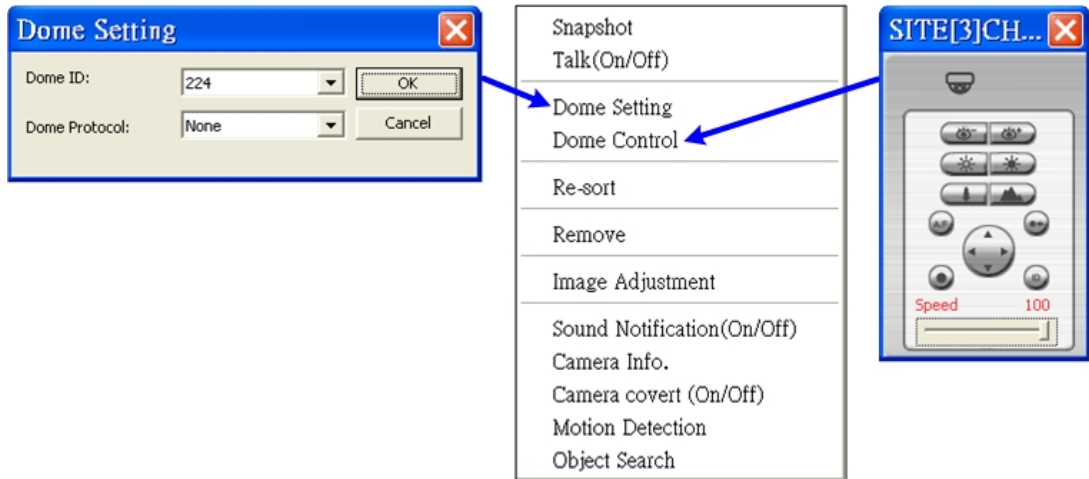 Dome Setting
Dome ID:
224
OK
Dome Protocol:
None
Cancel
Snapshot
Talk(On/Off)
Dome Setting
Dome Control
Re-sort
Remove
Image Adjustment
Sound Notification(On/Off)
Camera Info.
Camera covert (On/Off)
Motion Detection
Object Search
SITE[3]CH...
AF
ID
Speed 100